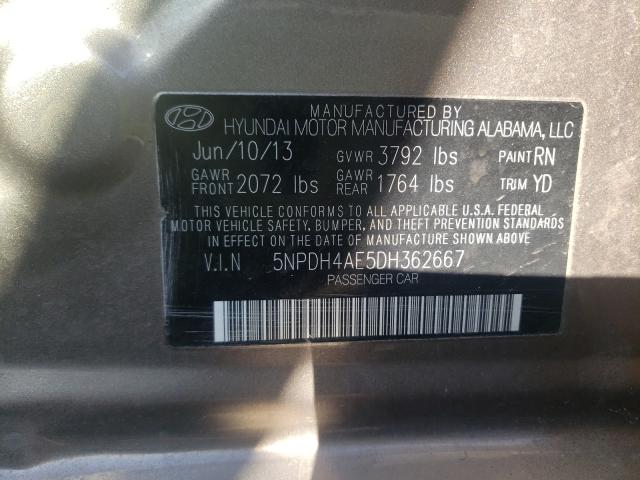 MANUFACTURED BY
HYUNDAI MOTOR MANUFACTURING ALABAMA, LLC
Jun/10/13 GVWR 3792 lbs PAINT RN
GAWR FRONT 2072 lbs GAWR REAR 1764 lbs TRIM YD
THIS VEHICLE CONFORMS TO ALL APPLICABLE U.S.A. FEDERAL
MOTOR VEHICLE SAFETY, BUMPER, AND THEFT PREVENTION
IN EFFECT ON THE DATE OF MANUFACTURE SHOWN ABOVE.
V.I.N 5NPDH4AE5DH362667
PASSENGER CAR